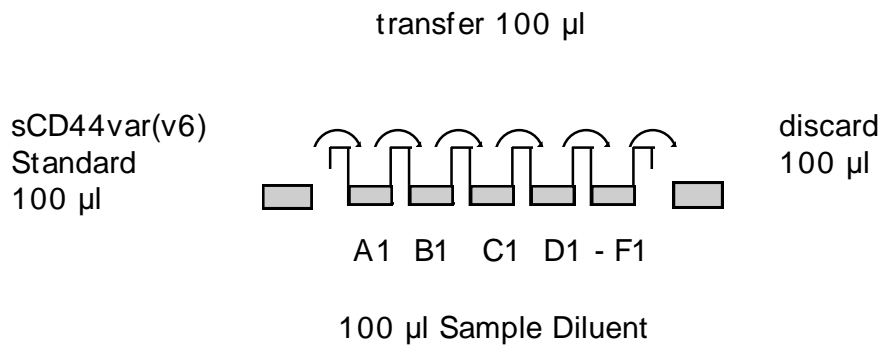 transfer 100 µl
sCD44var(v6)
Standard
100 µl
discard
100 µl
A1 B1 C1 D1 - F1
100 µl Sample Diluent